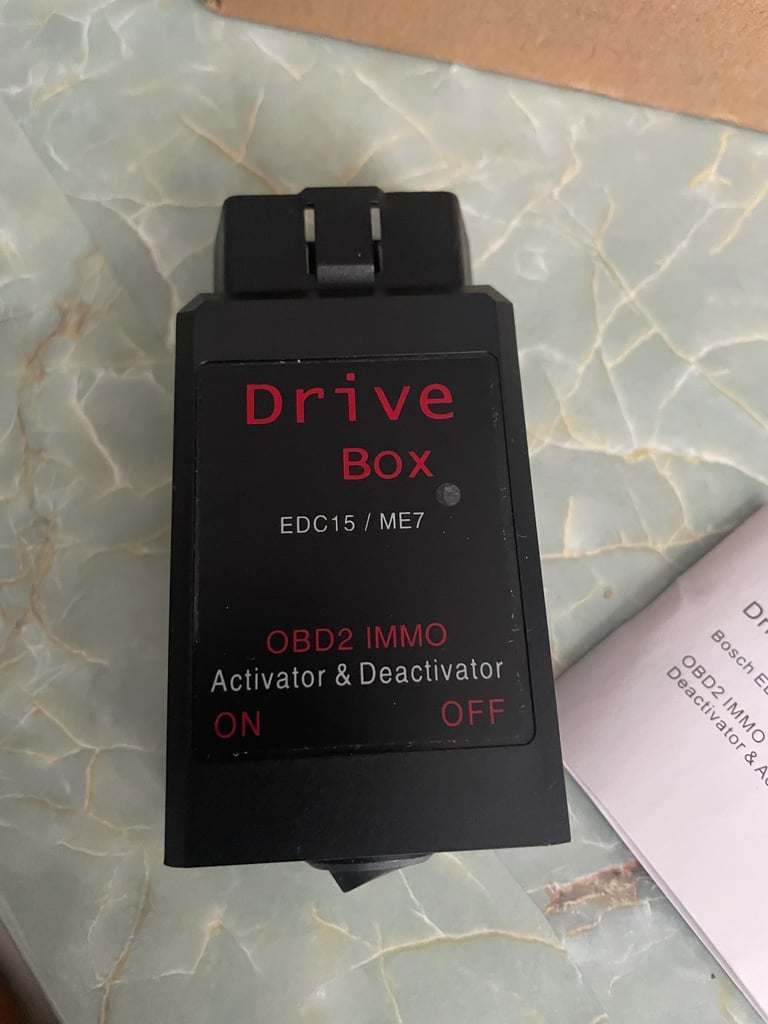 Drive
Box
EDC15 / ME7
OBD2 IMMO
Activator & Deactivator
ON OFF
Bosch
OBD2 IMMO
Deactivator &